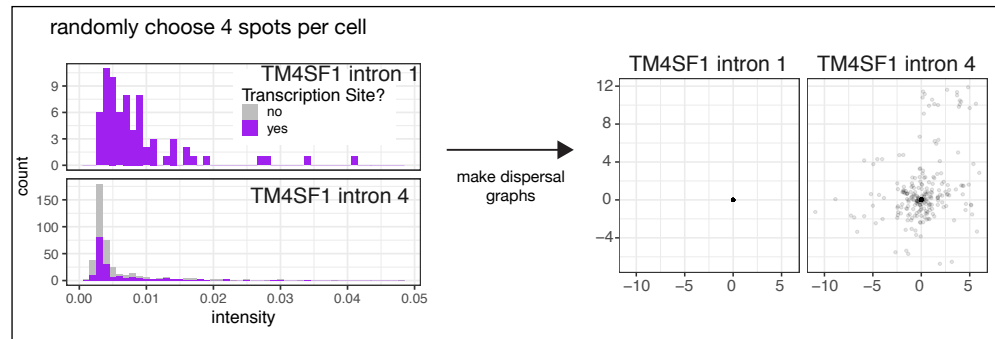 randomly choose 4 spots per cell
TM4SF1 intron 1
Transcription Site?
no
yes
9
6
3
0
count
TM4SF1 intron 4
150
100
50
0
0.00 0.01 0.02 0.03 0.04 0.05
intensity
make dispersal
graphs
TM4SF1 intron 1 TM4SF1 intron 4
12
8
4
0
−4
−10 −5 0 5 −10 −5 0 5